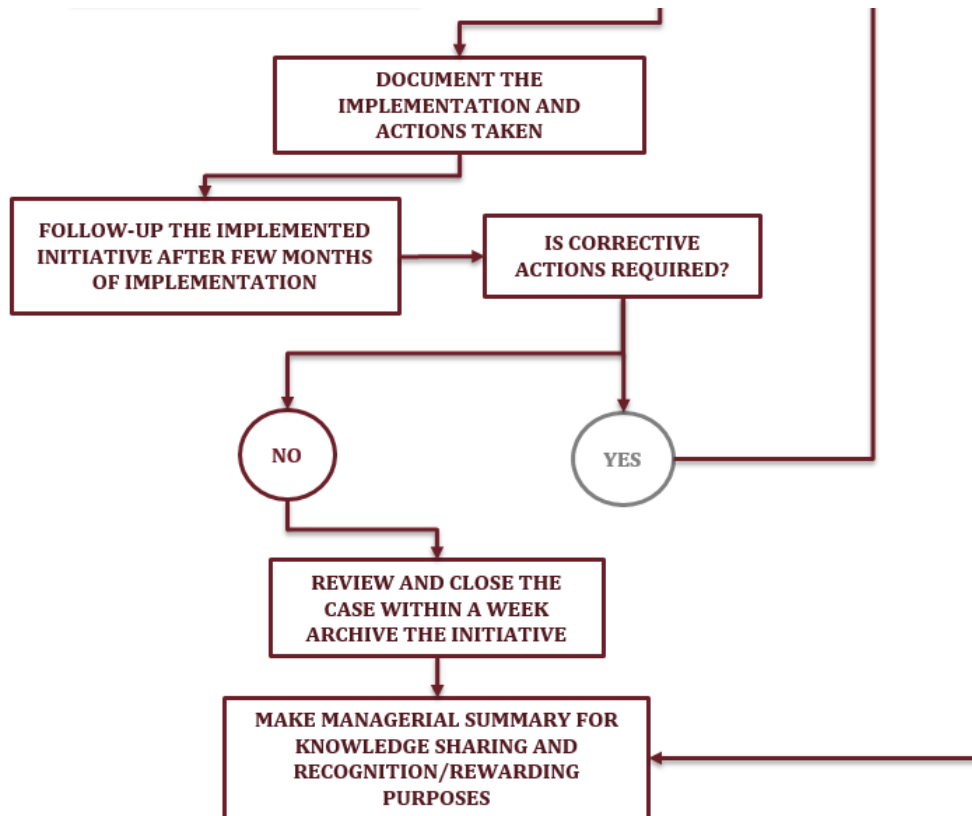 DOCUMENT THE
IMPLEMENTATION AND
ACTIONS TAKEN
FOLLOW-UP THE IMPLEMENTED
INITIATIVE AFTER FEW MONTHS
OF IMPLEMENTATION
IS CORRECTIVE
ACTIONS REQUIRED?
NO
YES
REVIEW AND CLOSE THE
CASE WITHIN A WEEK
ARCHIVE THE INITIATIVE
MAKE MANAGERIAL SUMMARY FOR
KNOWLEDGE SHARING AND
RECOGNITION/REWARDING
PURPOSES